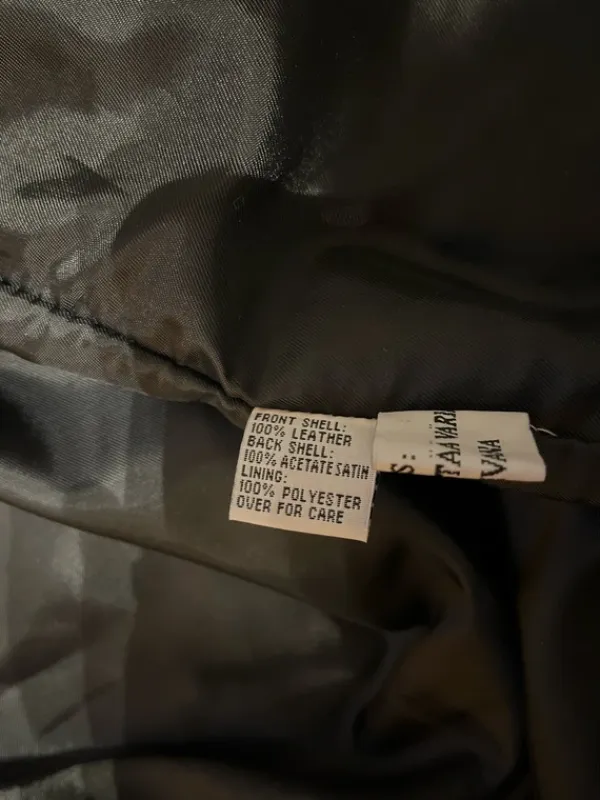 FRONT SHELL:
100% LEATHER
BACK SHELL:
100% ACETATE SATIN
LINING:
100% POLYESTER
OVER FOR CARE